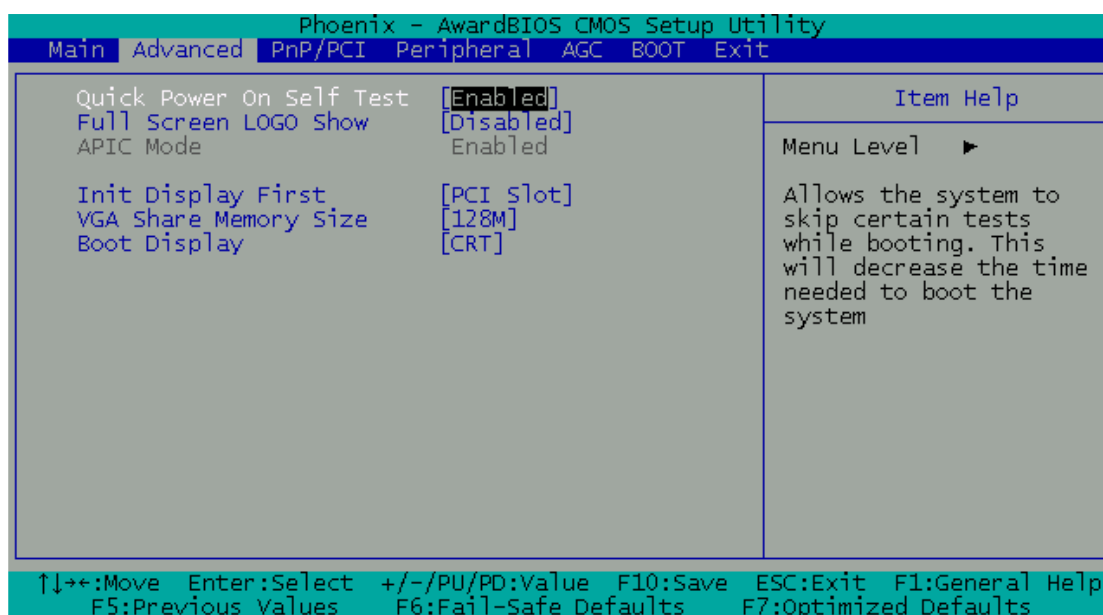 Phoenix - AwardBIOS CMOS Setup Utility
Main Advanced PnP/PCI Peripheral AGC BOOT Exit
Quick Power On Self Test [Enabled]
Full Screen LOGO Show [Disabled]
APIC Mode Enabled
Init Display First [PCI Slot]
VGA Share Memory Size [128M]
Boot Display [CRT]
Item Help
Menu Level ►
Allows the system to
skip certain tests
while booting. This
will decrease the time
needed to boot the
system
↑↓→←:Move Enter:Select +/-/PU/PD:Value F10:Save ESC:Exit F1:General Help
F5:Previous Values F6:Fail-Safe Defaults F7:Optimized Defaults